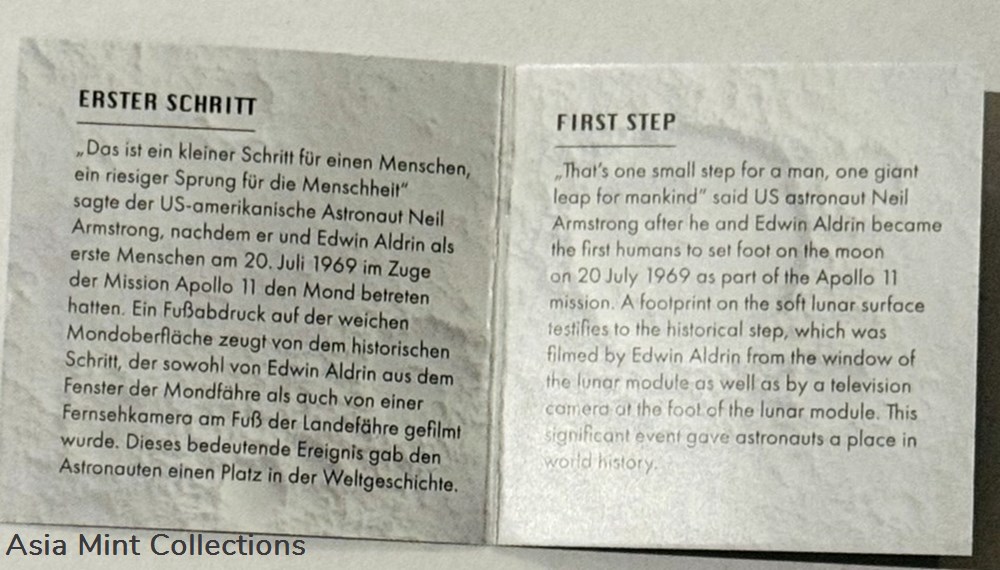 ERSTER SCHRITT
„Das ist ein kleiner Schritt für einen Menschen,
ein riesiger Sprung für die Menschheit“
sagte der US-amerikanische Astronaut Neil
Armstrong, nachdem er und Edwin Aldrin als
erste Menschen am 20. Juli 1969 im Zuge
der Mission Apollo 11 den Mond betreten
hatten. Ein Fußabdruck auf der weichen
Mondoberfläche zeugt von dem historischen
Schritt, der sowohl von Edwin Aldrin aus dem
Fenster der Mondfähre als auch von einer
Fernsehkamera am Fuß der Landefähre gefilmt
wurde. Dieses bedeutende Ereignis gab den
Astronauten einen Platz in der Weltgeschichte.
FIRST STEP
„That's one small step for a man, one giant
leap for mankind” said US astronaut Neil
Armstrong after he and Edwin Aldrin became
the first humans to set foot on the moon
on 20 July 1969 as part of the Apollo 11
mission. A footprint on the soft lunar surface
testifies to the historical step, which was
filmed by Edwin Aldrin from the window of
the lunar module as well as by a television
camera at the foot of the lunar module. This
significant event gave astronauts a place in
world history.
Asia Mint Collections